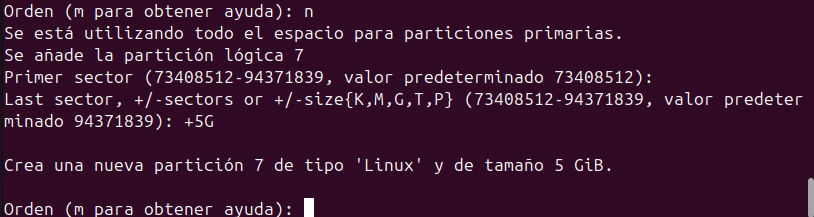 Orden (m para obtener ayuda): n
Se está utilizando todo el espacio para particiones primarias.
Se añade la partición lógica 7
Primer sector (73408512-94371839, valor predeterminado 73408512):
Last sector, +/-sectors or +/-size{K,M,G,T,P} (73408512-94371839, valor predeter
minado 94371839): +5G
Crea una nueva partición 7 de tipo 'Linux' y de tamaño 5 GiB.
Orden (m para obtener ayuda):